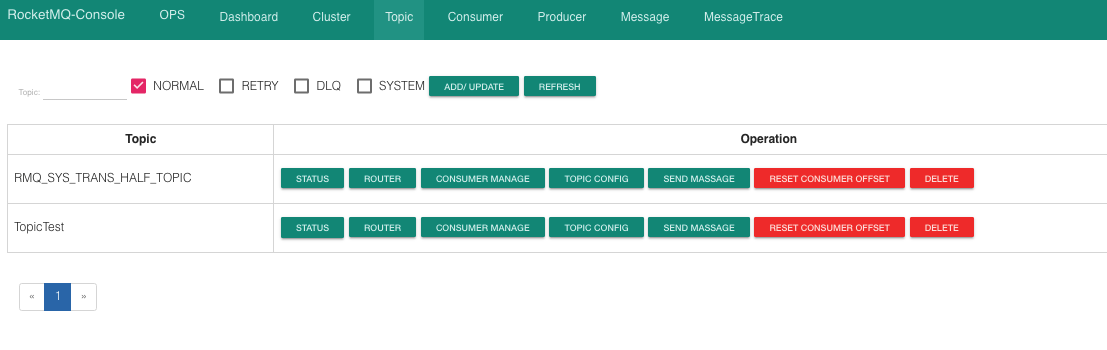 RocketMQ-Console OPS Dashboard Cluster Topic Consumer Producer Message MessageTrace
Topic: NORMAL RETRY DLQ SYSTEM ADD/ UPDATE REFRESH
Topic Operation
RMQ_SYS_TRANS_HALF_TOPIC STATUS ROUTER CONSUMER MANAGE TOPIC CONFIG SEND MASSAGE RESET CONSUMER OFFSET DELETE
TopicTest STATUS ROUTER CONSUMER MANAGE TOPIC CONFIG SEND MASSAGE RESET CONSUMER OFFSET DELETE
« 1 »